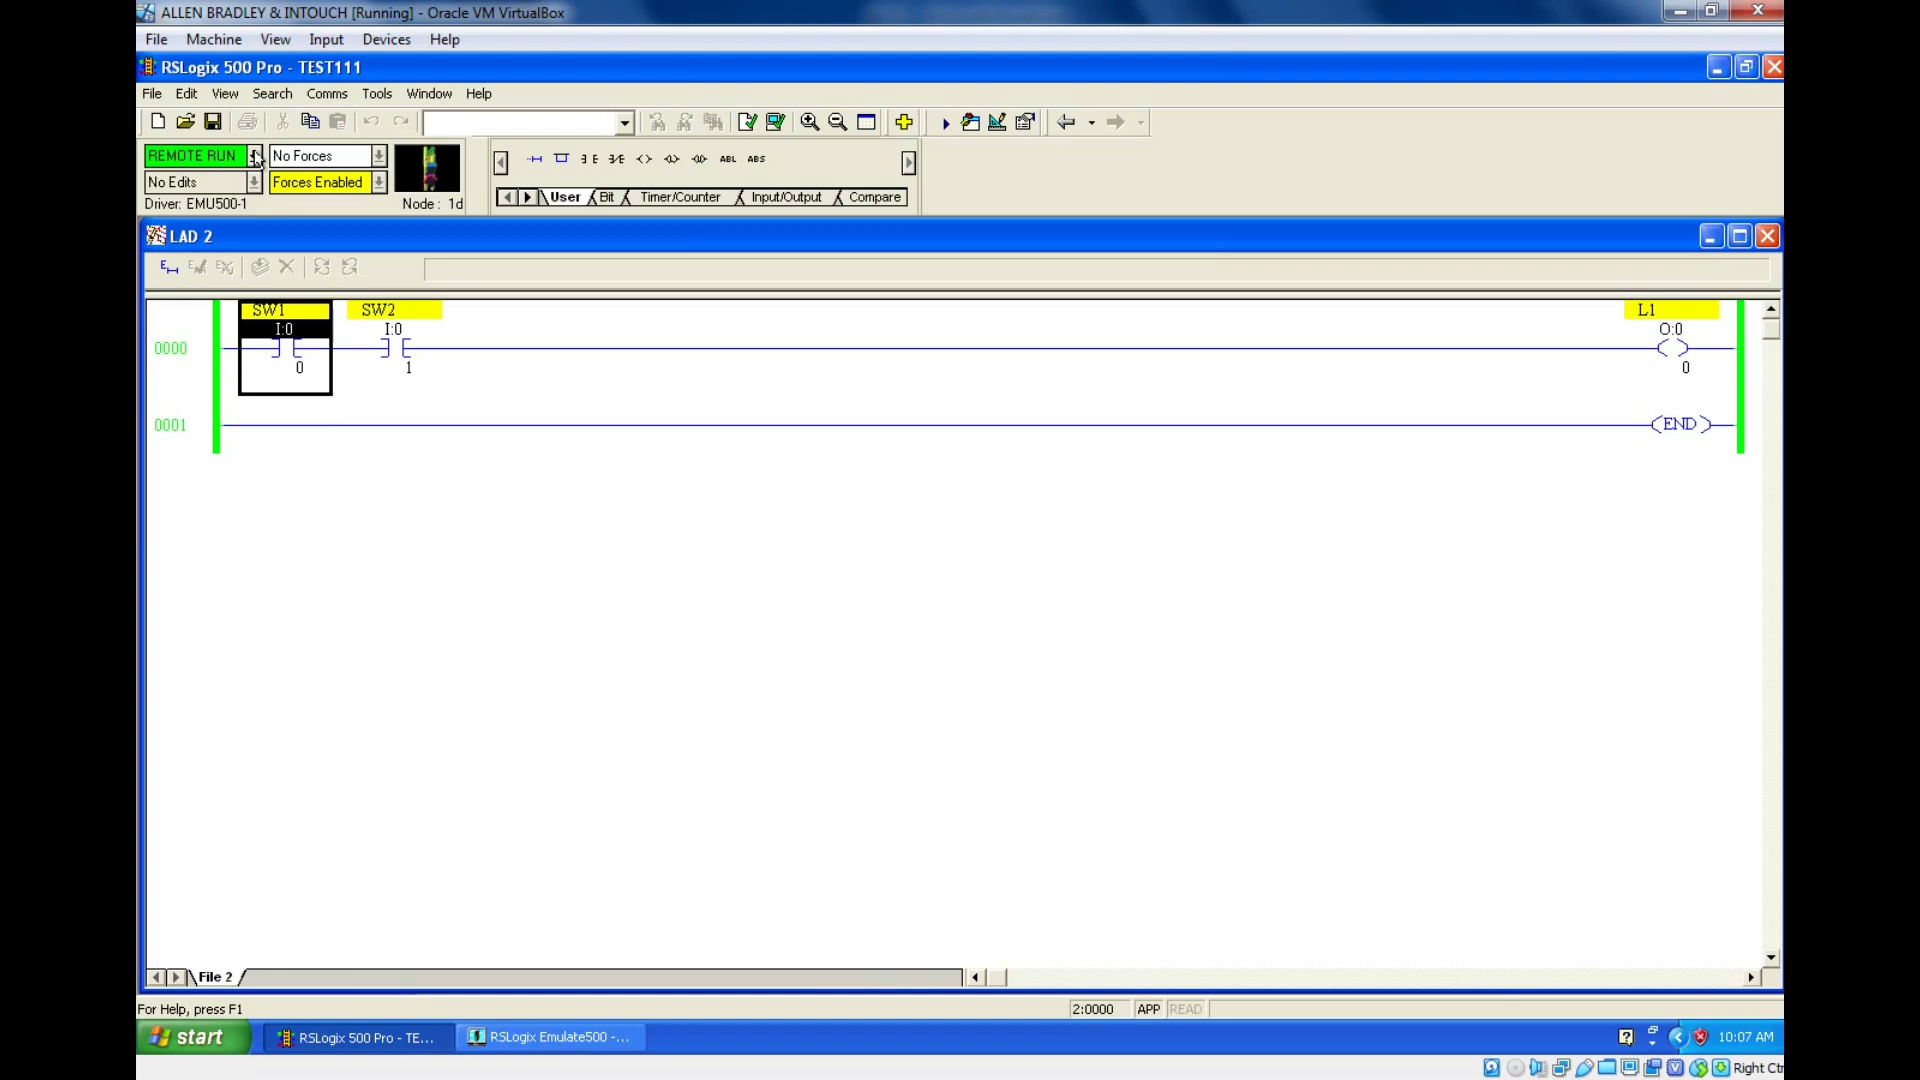 ALLEN BRADLEY & INTOUCH [Running] - Oracle VM VirtualBox
File Machine View Input Devices Help
RSLogix 500 Pro - TEST111
File Edit View Search Comms Tools Window Help
REMOTE RUN No Forces
No Edits Forces Enabled
Driver: EMU500-1 Node : 1d
ABL ABS
User Bit Timer/Counter Input/Output Compare
LAD 2
SW1 SW2 L1
I:0 I:0 O:0
0000
0 1 0
0001 END
File 2
For Help, press F1 2:0000 APP READ
start RSLogix 500 Pro - TE... RSLogix Emulate500 -... 10:07 AM
Right Ctr